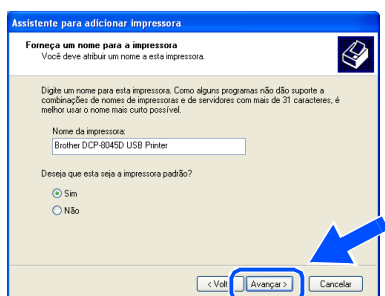 Assistente para adicionar impressora
Forneça um nome para a impressora
Você deve atribuir um nome a esta impressora.
Digite um nome para esta impressora. Como alguns programas não dão suporte a
combinações de nomes de impressoras e de servidores com mais de 31 caracteres, é
melhor usar o nome mais curto possível.
Nome da impressora:
Brother DCP-8045D USB Printer
Deseja que esta seja a impressora padrão?
Sim
Não
< Volt Avançar > Cancelar